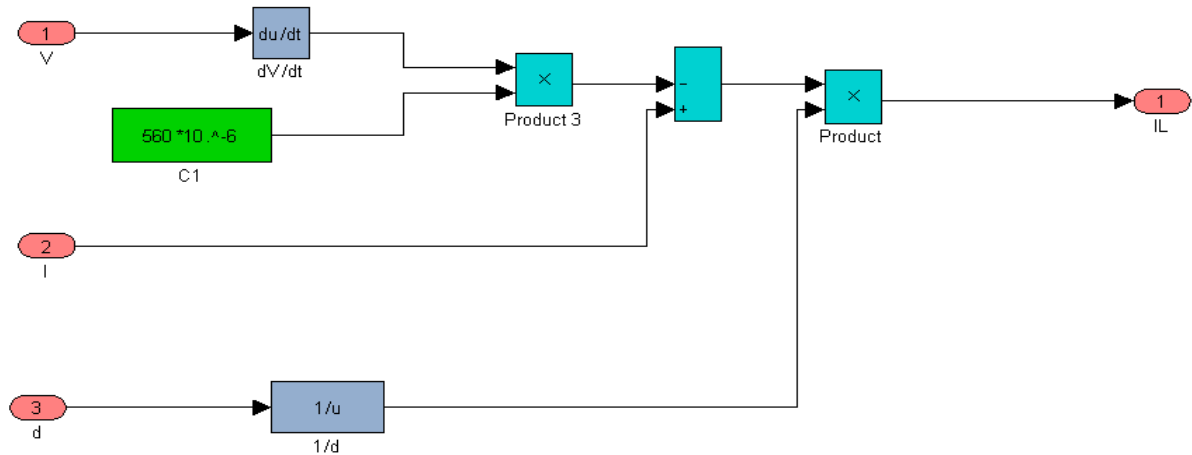 1
V
du/dt
dV/dt
560 *10 .^-6
C1
×
Product 3
−
+
×
Product
1
IL
2
I
3
d
1/u
1/d